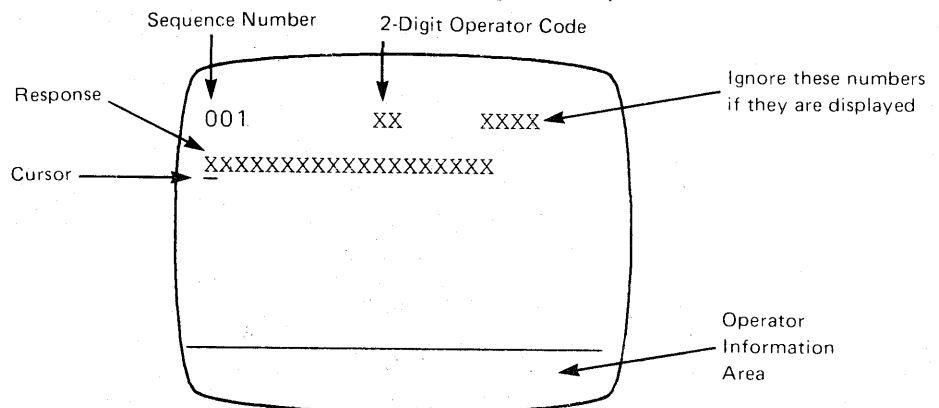 Sequence Number
2-Digit Operator Code
Ignore these numbers
if they are displayed
Response
001
XX
XXXX
XXXXXXXXXXXXXXXXXXX
Cursor
Operator
Information
Area